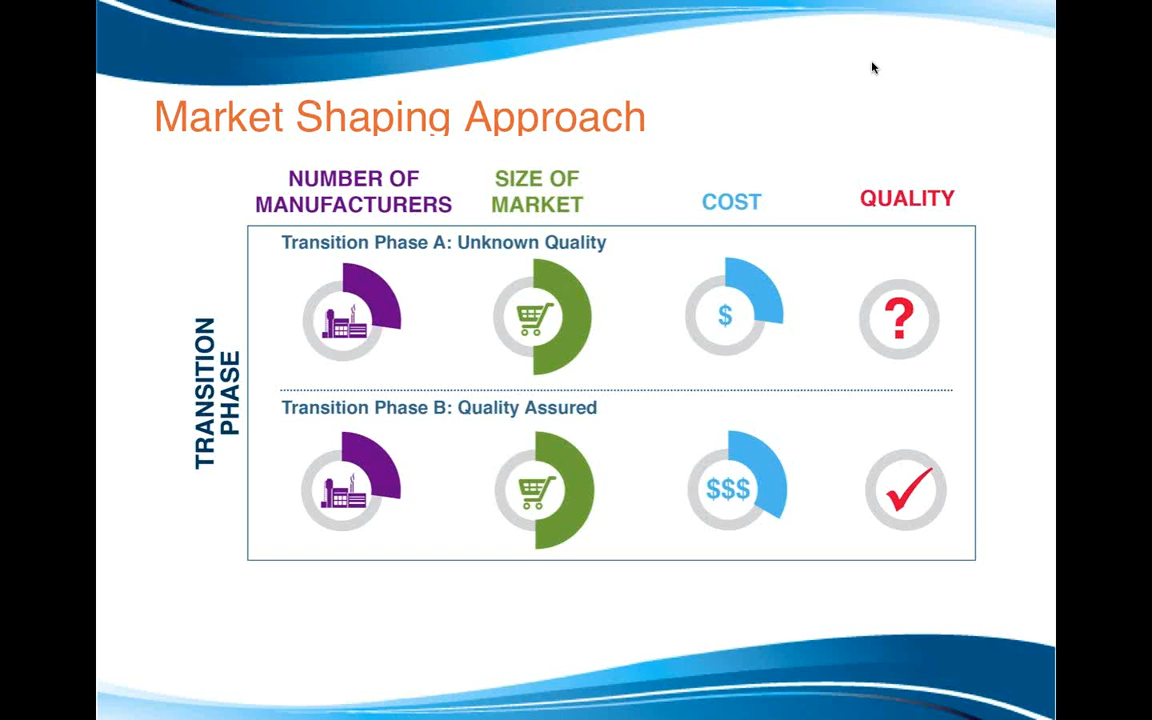 Market Shaping Approach
NUMBER OF
MANUFACTURERS
SIZE OF
MARKET
COST
QUALITY
TRANSITION
PHASE
Transition Phase A: Unknown Quality
$
?
Transition Phase B: Quality Assured
$$$